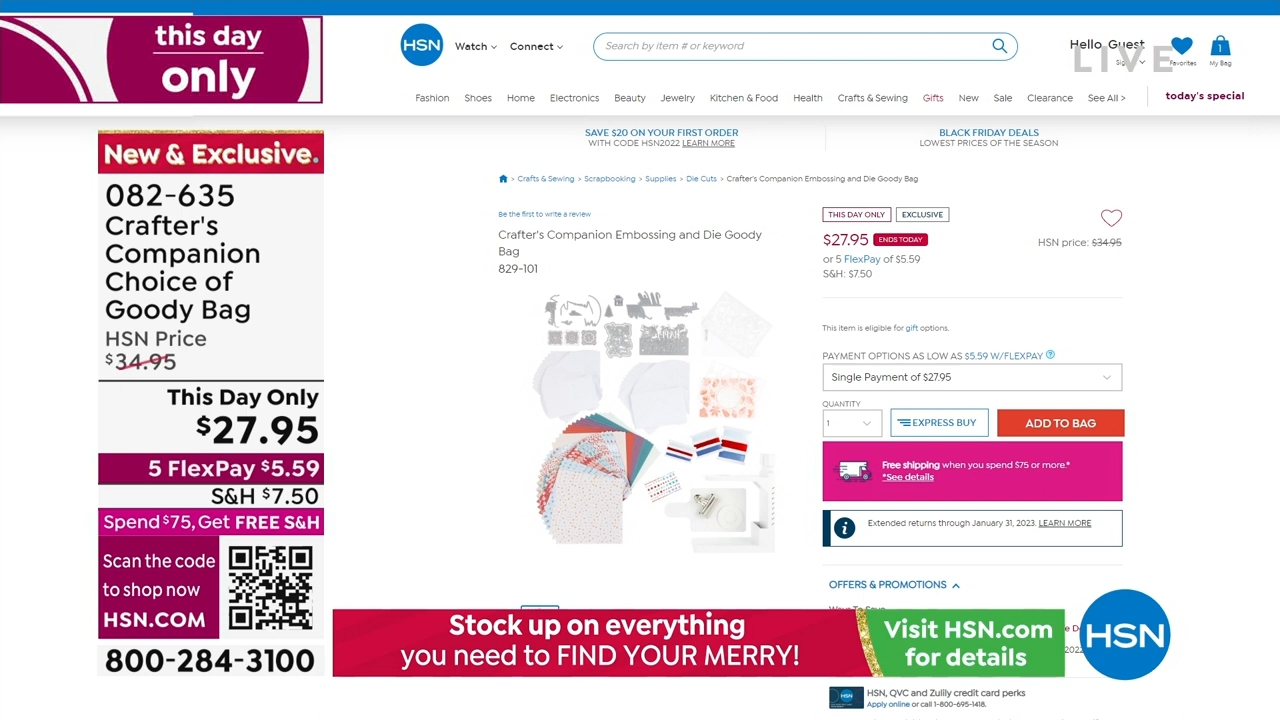 this day
only
New & Exclusive.
082-635
Crafter's
Companion
Choice of
Goody Bag
HSN Price
$34.95
This Day Only
$27.95
5 FlexPay $5.59
S&H $7.50
Spend $75, Get FREE S&H
Scan the code
to shop now
HSN.COM
800-284-3100
HSN
Watch
Connect
Search by item # or keyword
Hello, Guest
LIVE
Favorites
1
My Bag
Fashion Shoes Home Electronics Beauty Jewelry Kitchen & Food Health Crafts & Sewing Gifts New Sale Clearance See All >
today's special
SAVE $20 ON YOUR FIRST ORDER
WITH CODE HSN2022 LEARN MORE
BLACK FRIDAY DEALS
LOWEST PRICES OF THE SEASON
> Crafts & Sewing > Scrapbooking > Supplies > Die Cuts > Crafter's Companion Embossing and Die Goody Bag
Be the first to write a review
Crafter's Companion Embossing and Die Goody
Bag
829-101
THIS DAY ONLY
EXCLUSIVE
$27.95 ENDS TODAY
HSN price: $34.95
or 5 FlexPay of $5.59
S&H: $7.50
This item is eligible for gift options.
PAYMENT OPTIONS AS LOW AS $5.59 W/FLEXPAY ?
Single Payment of $27.95
QUANTITY
1
EXPRESS BUY
ADD TO BAG
Free shipping when you spend $75 or more.*
*See details
i
Extended returns through January 31, 2023. LEARN MORE
OFFERS & PROMOTIONS
Stock up on everything
you need to FIND YOUR MERRY!
Visit HSN.com
for details
HSN
HSN
HSN, QVC and Zulily credit card perks
Apply online or call 1-800-695-1418.